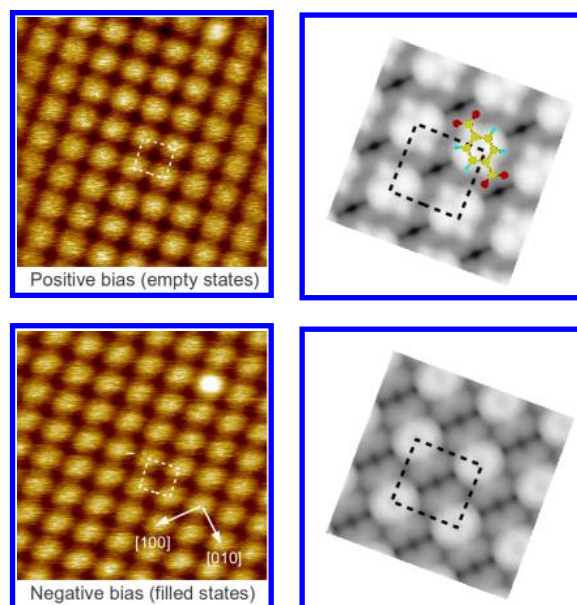 Positive bias (empty states)
[100]
[010]
Negative bias (filled states)